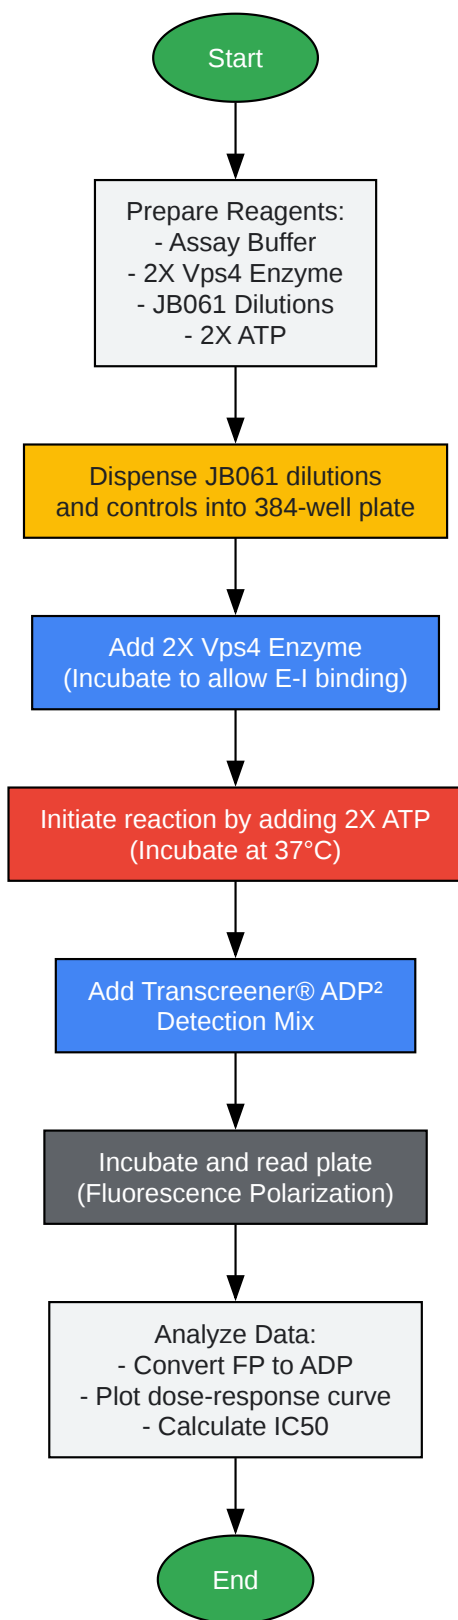 Start
Prepare Reagents:
- Assay Buffer
- 2X Vps4 Enzyme
- JB061 Dilutions
- 2X ATP
Dispense JB061 dilutions
and controls into 384-well plate
Add 2X Vps4 Enzyme
(Incubate to allow E-I binding)
Initiate reaction by adding 2X ATP
(Incubate at 37°C)
Add Transcreener® ADP²
Detection Mix
Incubate and read plate
(Fluorescence Polarization)
Analyze Data:
- Convert FP to ADP
- Plot dose-response curve
- Calculate IC50
End